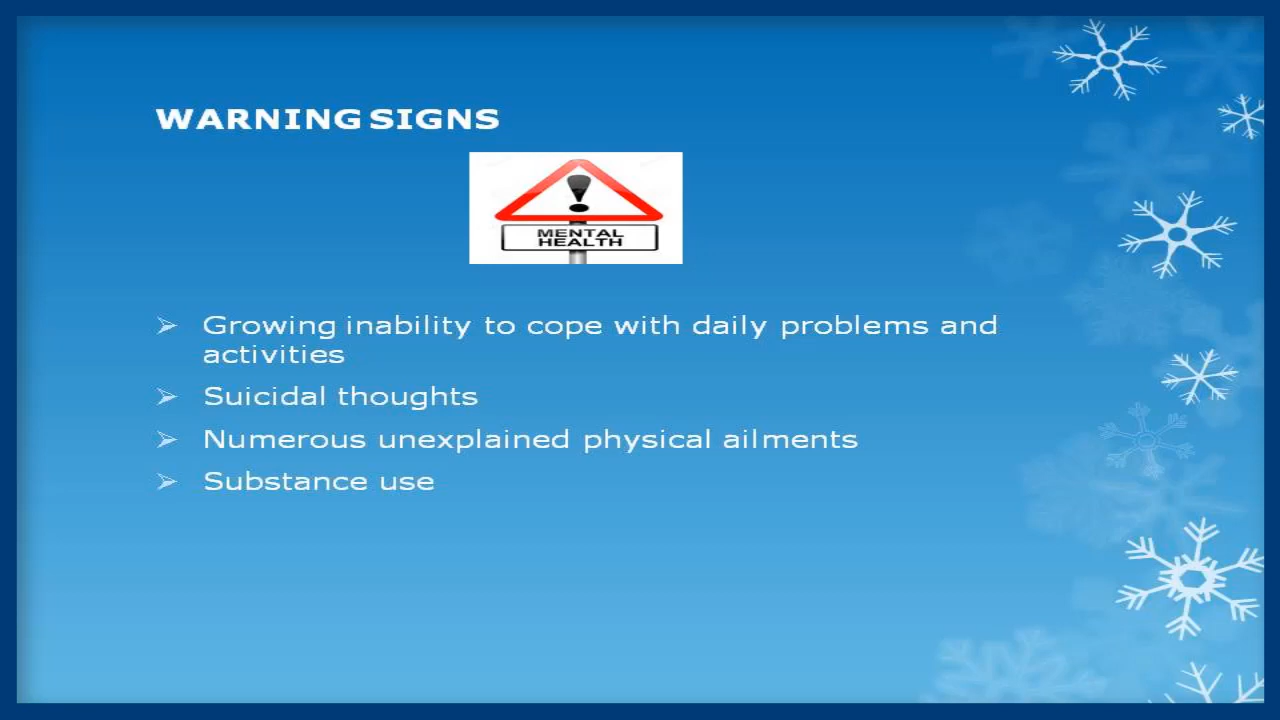 WARNING SIGNS
MENTAL
HEALTH
Growing inability to cope with daily problems and
activities
Suicidal thoughts
Numerous unexplained physical ailments
Substance use